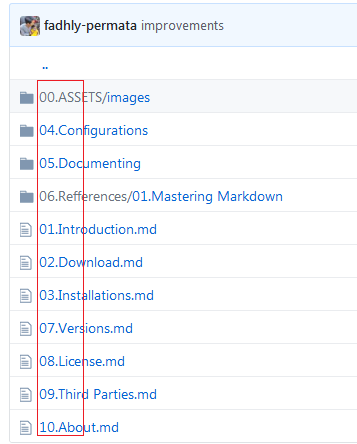 fadhly-permata improvements
..
00.ASSETS/images
04.Configurations
05.Documenting
06.Refferences/01.Mastering Markdown
01.Introduction.md
02.Download.md
03.Installations.md
07.Versions.md
08.License.md
09.Third Parties.md
10.About.md